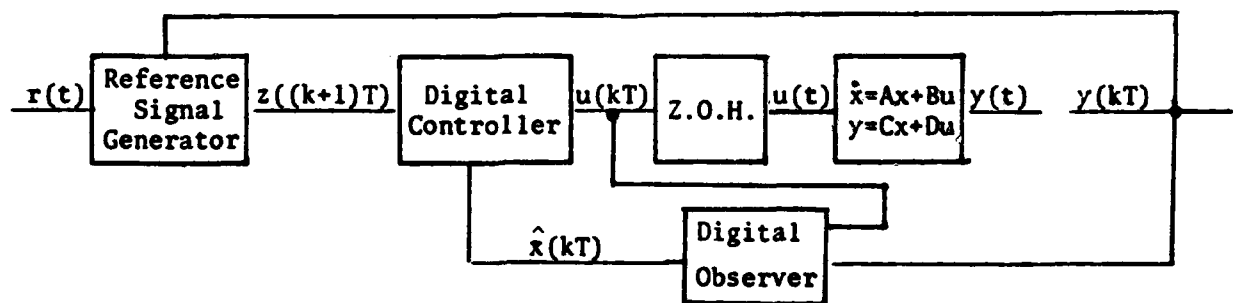 r(t)
Reference
Signal
Generator
z((k+1)T)
Digital
Controller
u(kT)
Z.O.H.
u(t)
ẋ=Ax+Bu
y=Cx+Du
y(t)
y(kT)
x̂(kT)
Digital
Observer